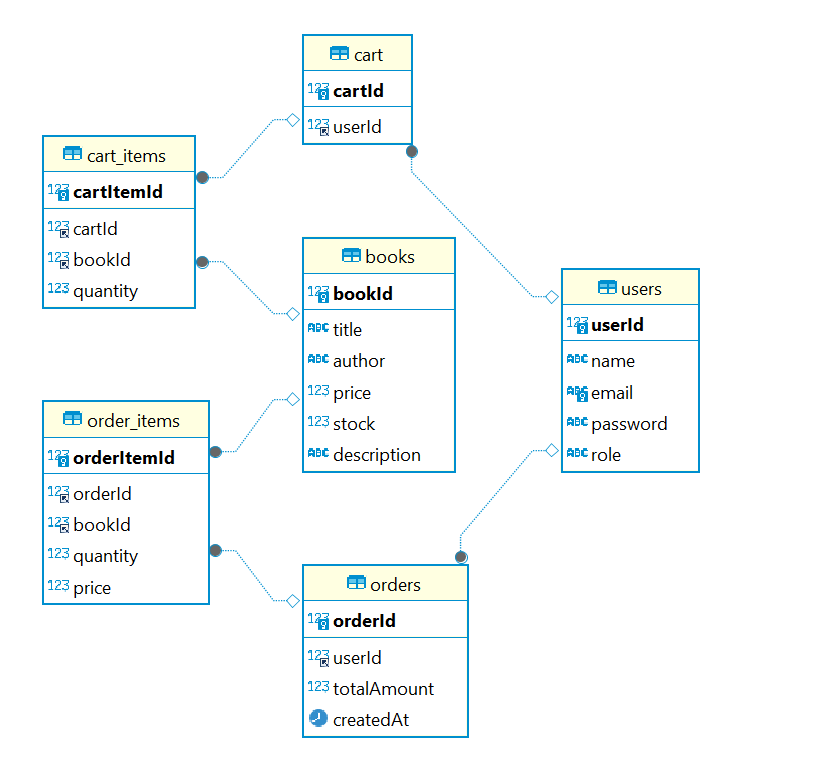 cart
123 cartId
123 userId
cart_items
123 cartItemId
123 cartId
123 bookId
123 quantity
books
123 bookId
ABC title
ABC author
123 price
123 stock
ABC description
users
123 userId
ABC name
ABC email
ABC password
ABC role
order_items
123 orderItemId
123 orderId
123 bookId
123 quantity
123 price
orders
123 orderId
123 userId
123 totalAmount
createdAt